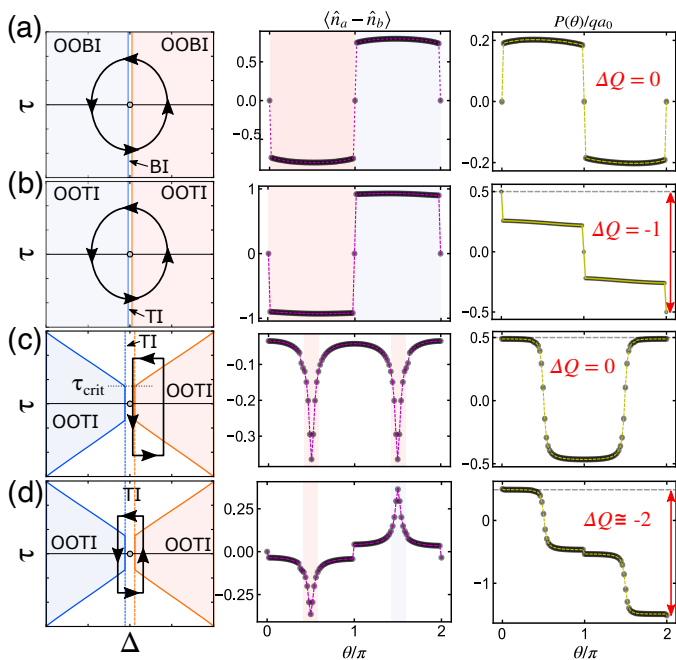 ⟨n̂ₐ − n̂_b⟩
P(θ)/qa₀
(a)
OOBI
OOBI
τ
BI
0.5
0.0
−0.5
0.2
0.0
−0.2
ΔQ = 0
(b)
OOTI
OOTI
τ
TI
1
0
−1
0.5
0.0
−0.5
ΔQ = -1
(c)
TI
τcrit
τ
OOTI
OOTI
−0.1
−0.2
−0.3
0.5
0.0
−0.5
ΔQ = 0
(d)
TI
τ
OOTI
OOTI
Δ
0.25
0.00
−0.25
0
−1
ΔQ ≅ -2
0
1
2
θ/π
0
1
2
θ/π